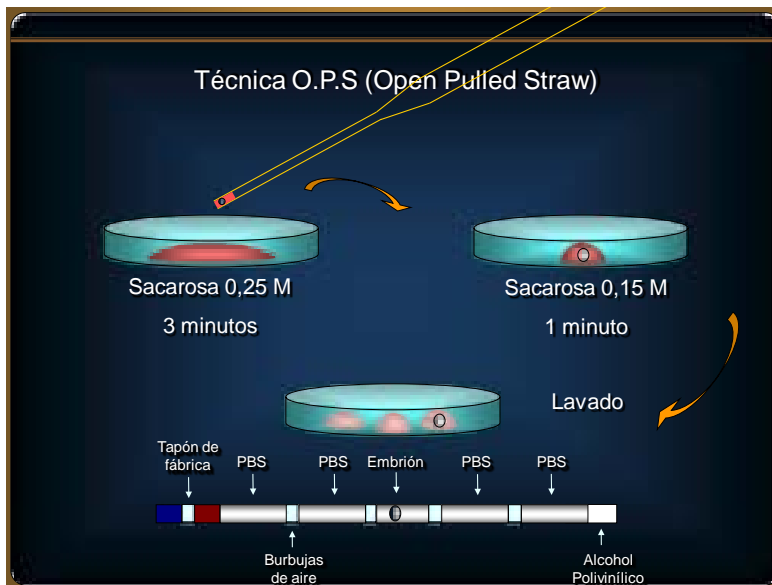 Técnica O.P.S (Open Pulled Straw)
Sacarosa 0,25 M
3 minutos
Sacarosa 0,15 M
1 minuto
Lavado
Tapón de
fábrica
PBS
PBS
Embrión
PBS
PBS
Burbujas
de aire
Alcohol
Polivinílico